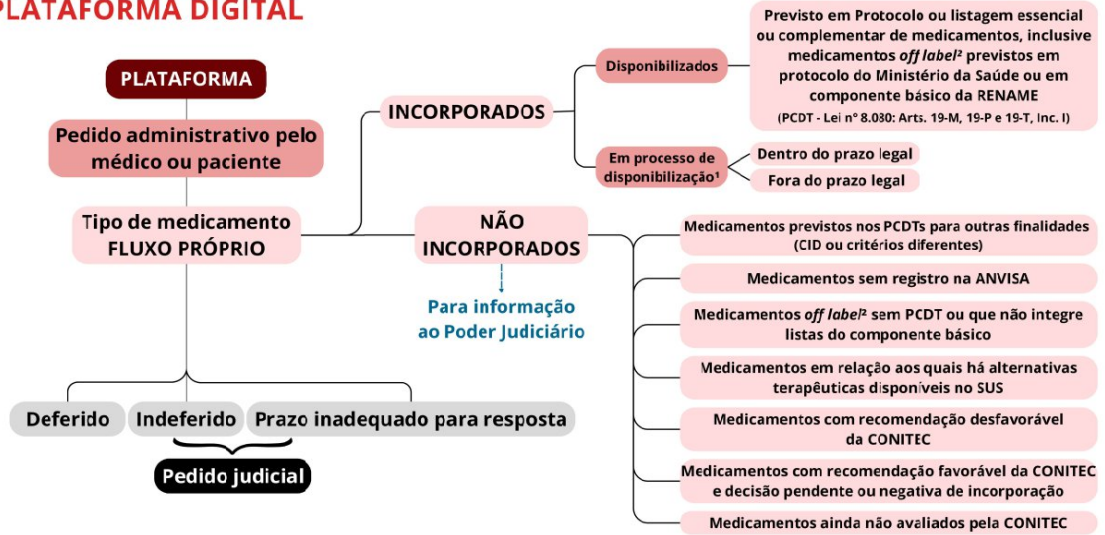 PLATAFORMA DIGITAL
PLATAFORMA
Pedido administrativo pelo
médico ou paciente
Tipo de medicamento
FLUXO PRÓPRIO
INCORPORADOS
Disponibilizados
Previsto em Protocolo ou listagem essencial
ou complementar de medicamentos, inclusive
medicamentos off label² previstos em
protocolo do Ministério da Saúde ou em
componente básico da RENAME
(PCDT - Lei nº 8.080: Arts. 19-M, 19-P e 19-T, Inc. I)
Em processo de
disponibilização¹
Dentro do prazo legal
Fora do prazo legal
NÃO
INCORPORADOS
Para informação
ao Poder Judiciário
Medicamentos previstos nos PCDTs para outras finalidades
(CID ou critérios diferentes)
Medicamentos sem registro na ANVISA
Medicamentos off label² sem PCDT ou que não integre
listas do componente básico
Medicamentos em relação aos quais há alternativas
terapêuticas disponíveis no SUS
Medicamentos com recomendação desfavorável
da CONITEC
Medicamentos com recomendação favorável da CONITEC
e decisão pendente ou negativa de incorporação
Medicamentos ainda não avaliados pela CONITEC
Deferido
Indeferido
Prazo inadequado para resposta
Pedido judicial